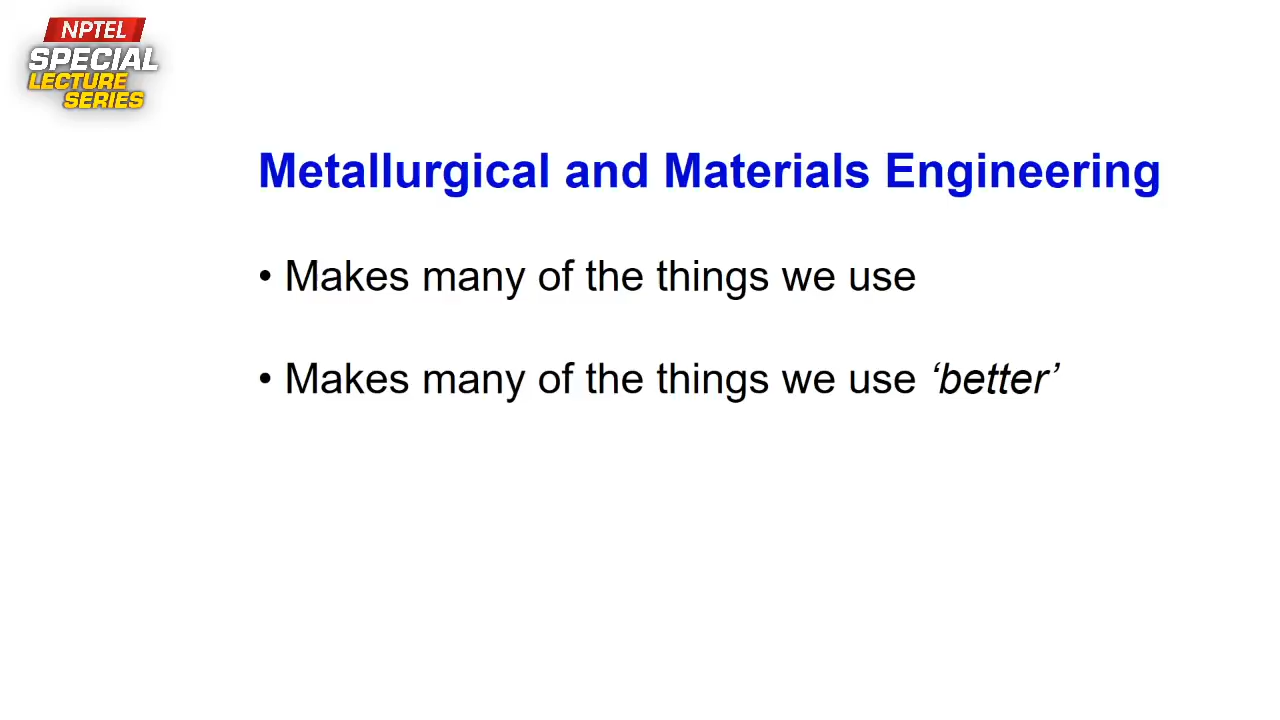 NPTEL
SPECIAL
LECTURE
SERIES
Metallurgical and Materials Engineering
• Makes many of the things we use
• Makes many of the things we use ‘better’